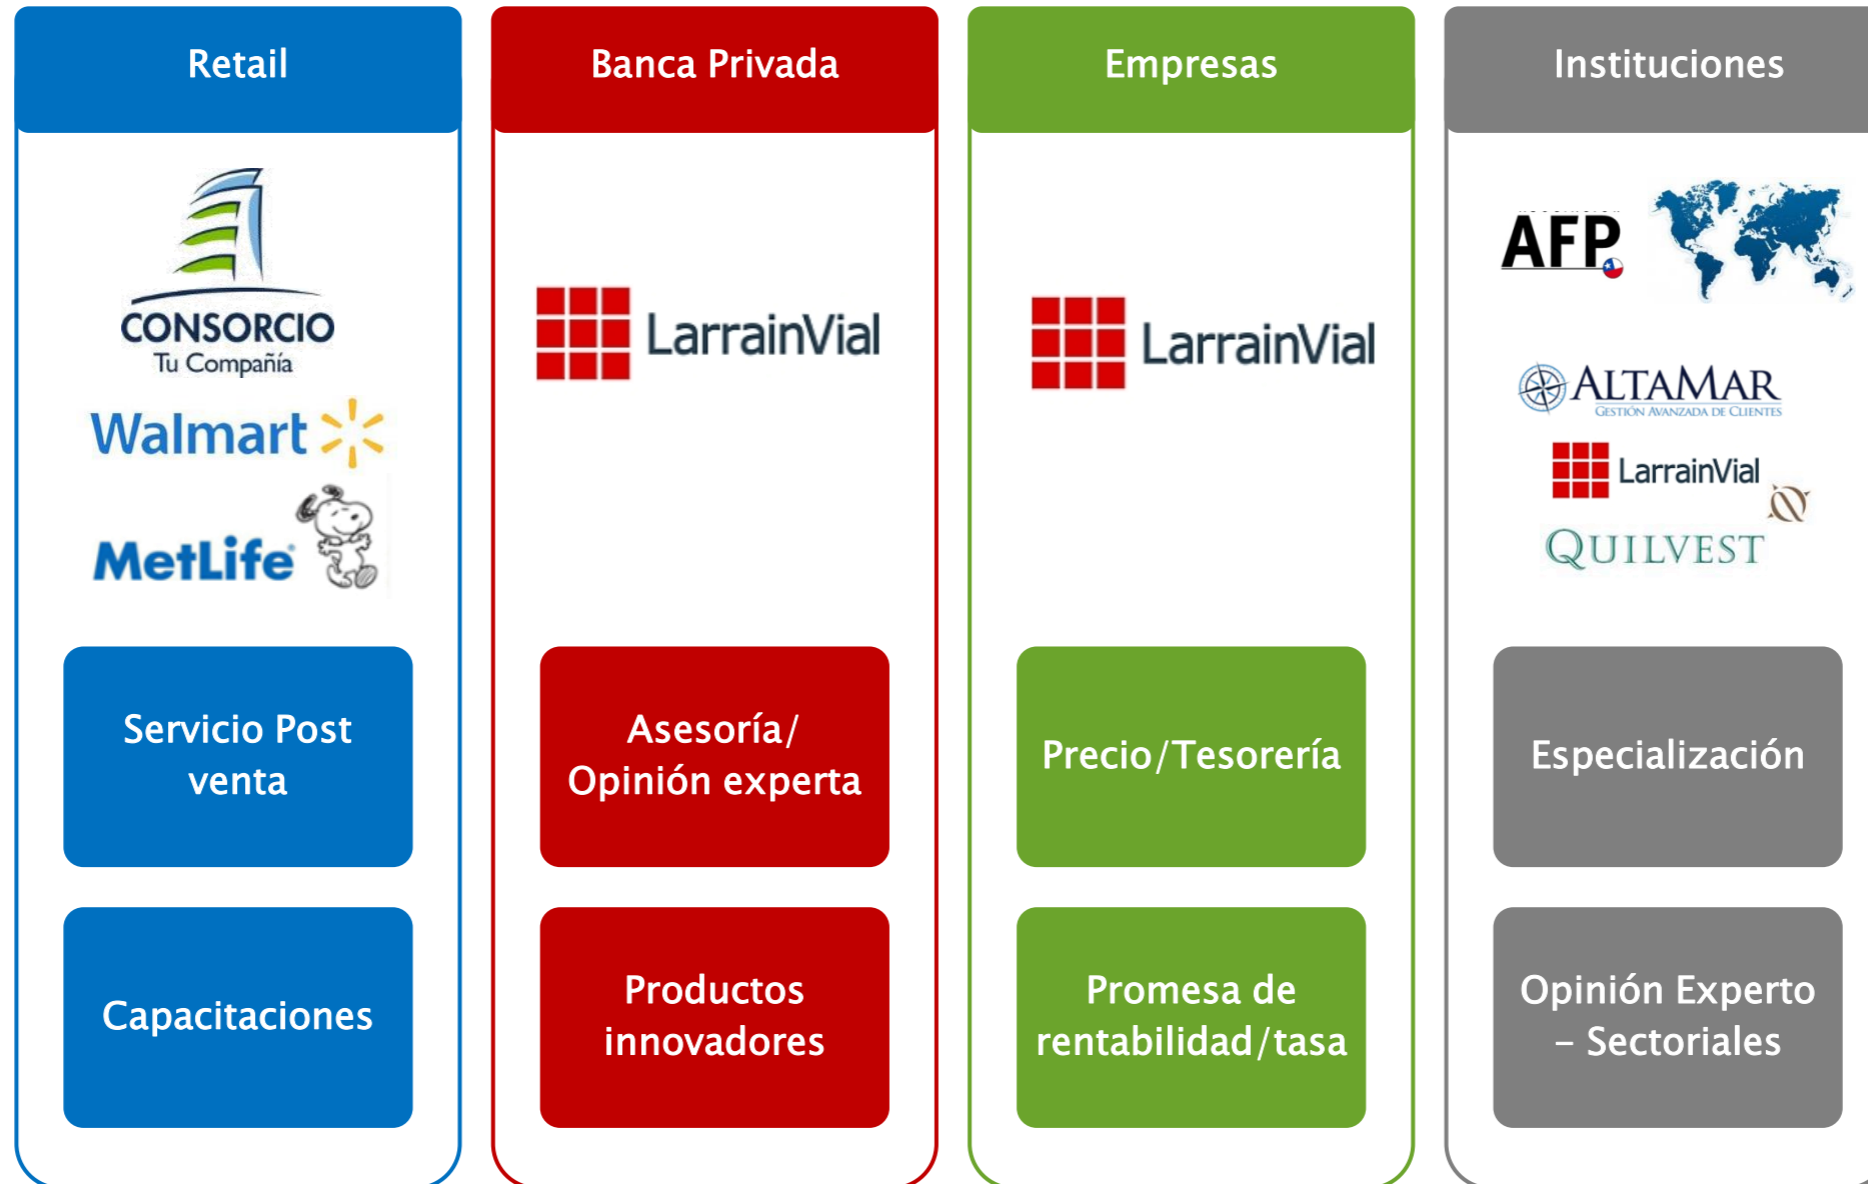 Retail
CONSORCIO
Tu Compañía
Walmart
MetLife
Servicio Post
venta
Capacitaciones
Banca Privada
LarrainVial
Asesoría/
Opinión experta
Productos
innovadores
Empresas
LarrainVial
Precio/Tesorería
Promesa de
rentabilidad/tasa
Instituciones
AFP
ALTAMAR
GESTIÓN AVANZADA DE CLIENTES
LarrainVial
QUILVEST
Especialización
Opinión Experto
– Sectoriales